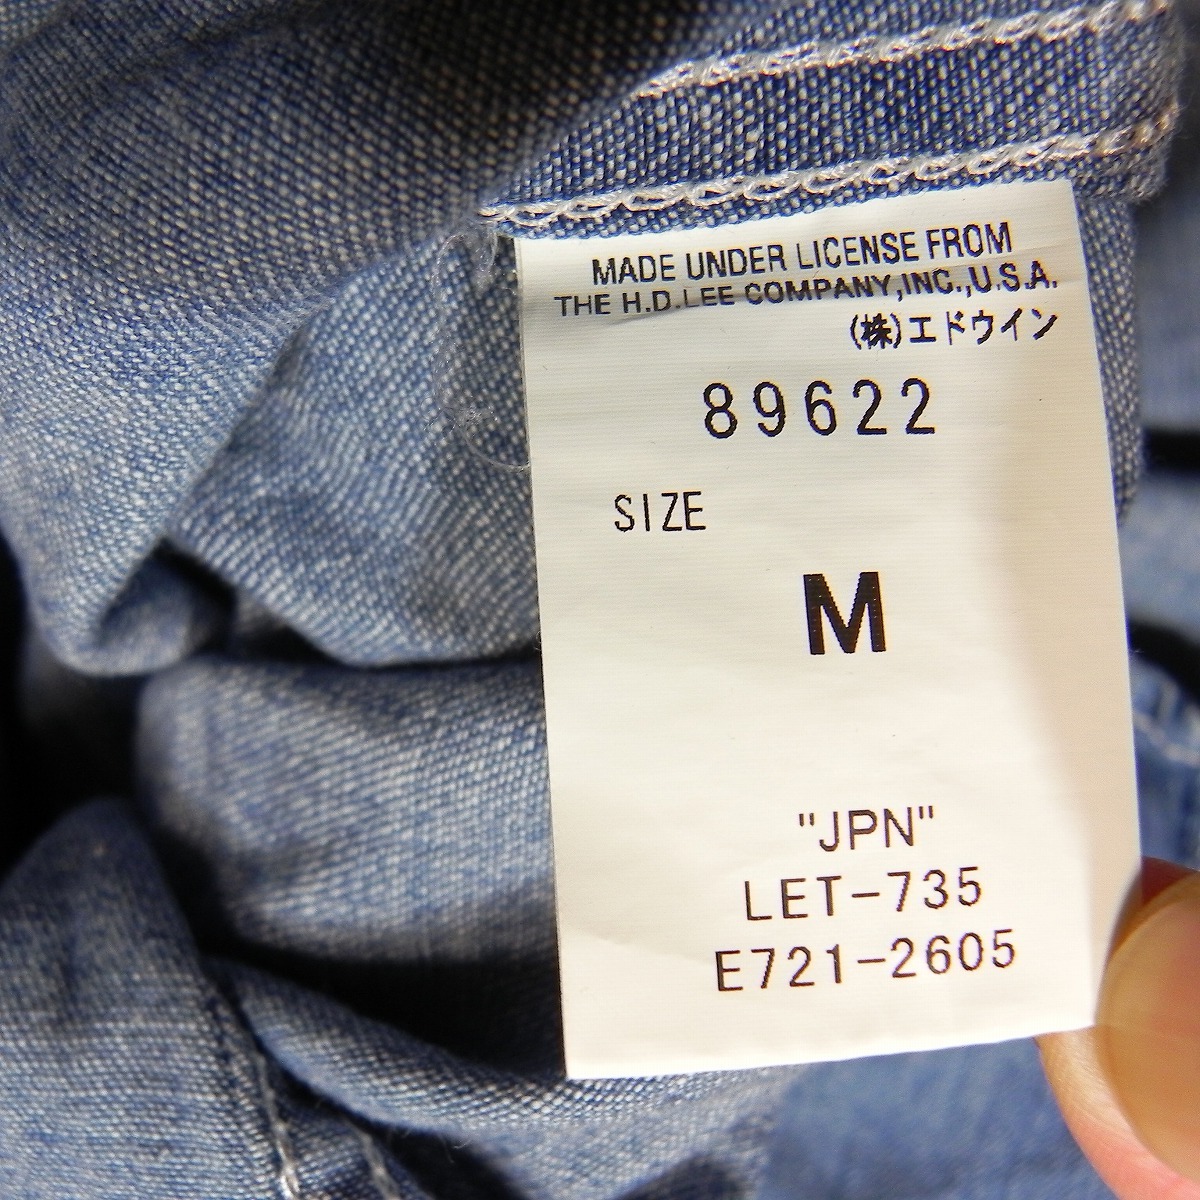 MADE UNDER LICENSE FROM
THE H.D.LEE COMPANY,INC.,U.S.A.
(株)エドウイン
89622
SIZE
M
"JPN"
LET-735
E721-2605